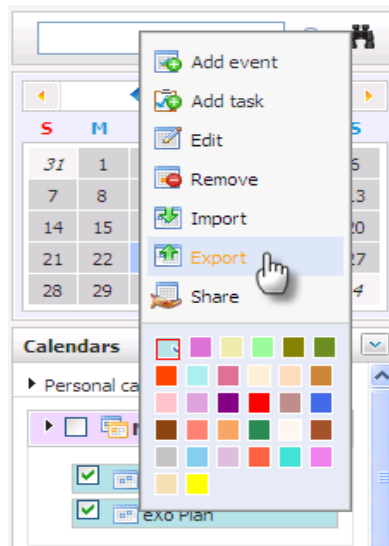 Add event
Add task
Edit
Remove
Import
Export
Share
S M S
31 1 6
7 8 13
14 15 20
21 22 27
28 29 4
Calendars
Personal ca
eXo Plan